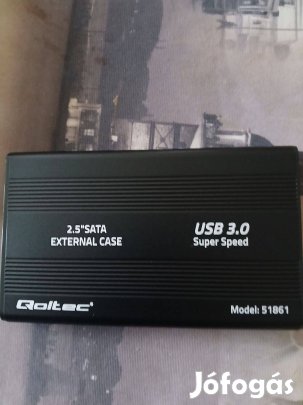 2.5"SATA
EXTERNAL CASE
USB 3.0
Super Speed
Qoltec
Model: 51861
Jófogás